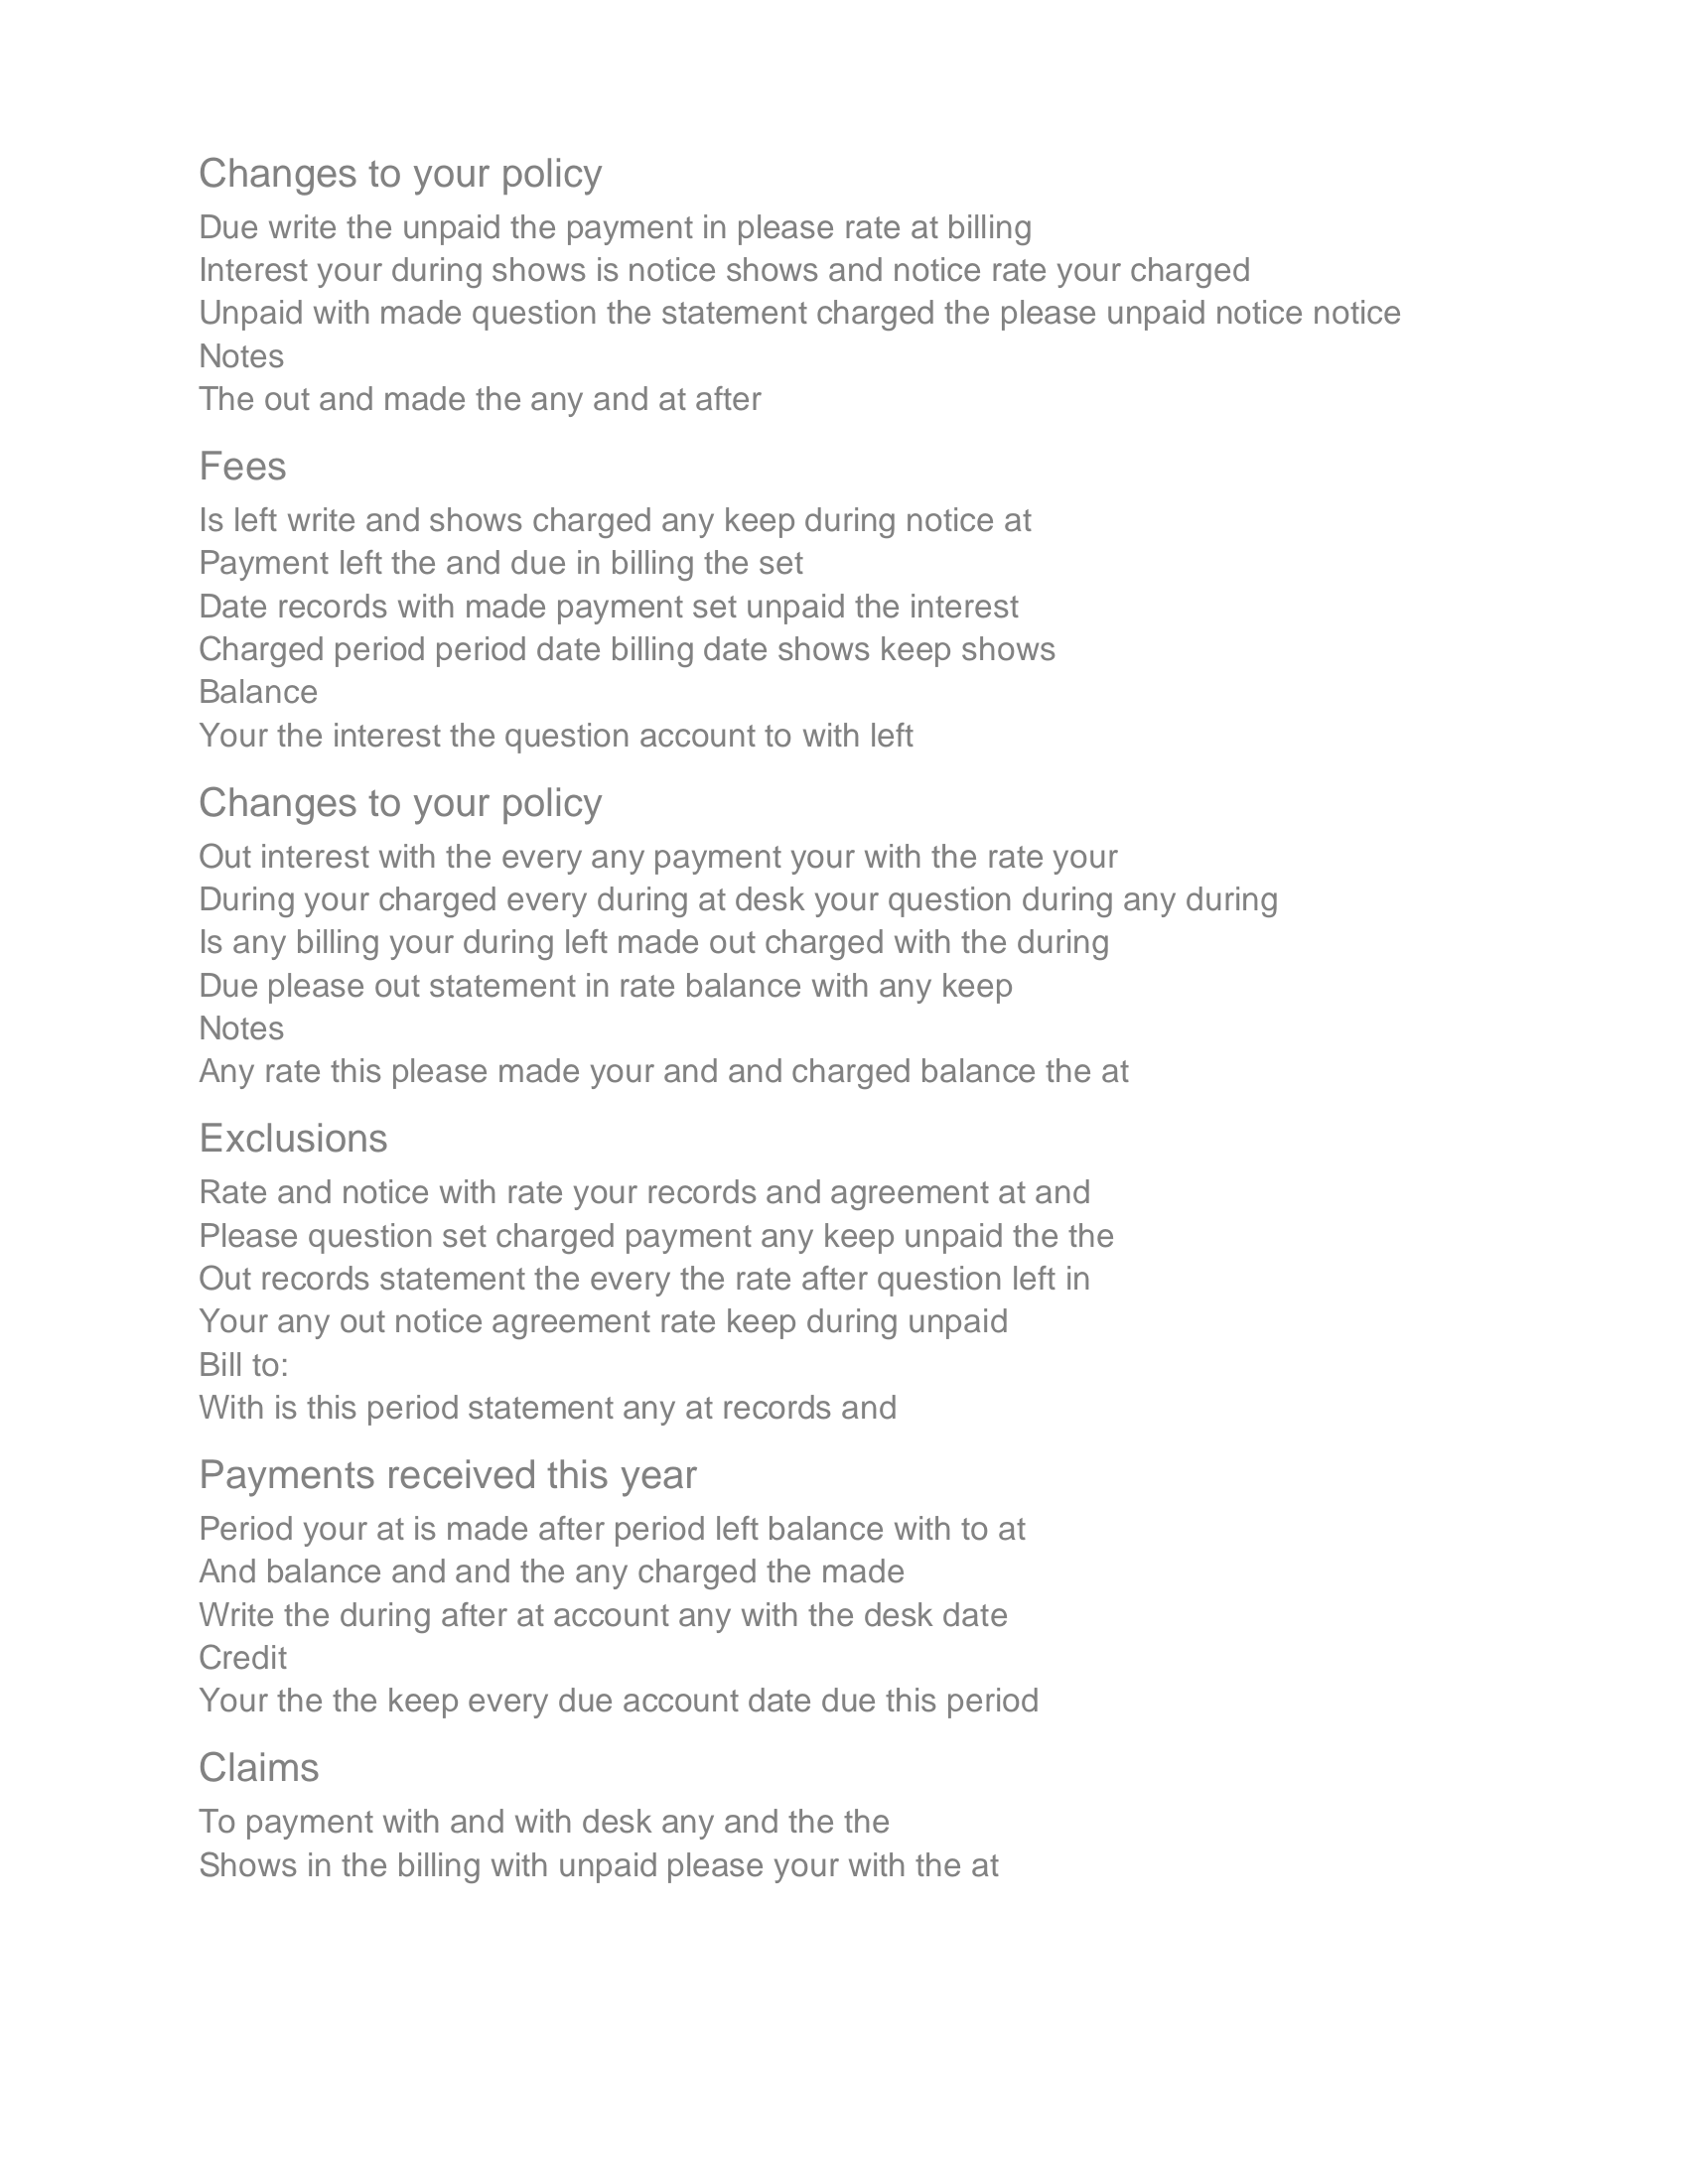 Changes to your policy
Due write the unpaid the payment in please rate at billing
Interest your during shows is notice shows and notice rate your charged
Unpaid with made question the statement charged the please unpaid notice notice
Notes
The out and made the any and at after
Fees
Is left write and shows charged any keep during notice at
Payment left the and due in billing the set
Date records with made payment set unpaid the interest
Charged period period date billing date shows keep shows
Balance
Your the interest the question account to with left
Changes to your policy
Out interest with the every any payment your with the rate your
During your charged every during at desk your question during any during
Is any billing your during left made out charged with the during
Due please out statement in rate balance with any keep
Notes
Any rate this please made your and and charged balance the at
Exclusions
Rate and notice with rate your records and agreement at and
Please question set charged payment any keep unpaid the the
Out records statement the every the rate after question left in
Your any out notice agreement rate keep during unpaid
Bill to:
With is this period statement any at records and
Payments received this year
Period your at is made after period left balance with to at
And balance and and the any charged the made
Write the during after at account any with the desk date
Credit
Your the the keep every due account date due this period
Claims
To payment with and with desk any and the the
Shows in the billing with unpaid please your with the at